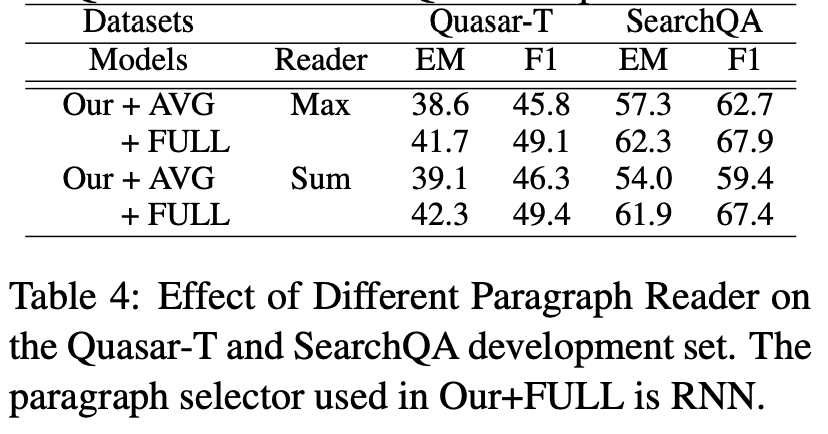 Datasets Quasar-T SearchQA
Models Reader EM F1 EM F1
Our + AVG Max 38.6 45.8 57.3 62.7
+ FULL 41.7 49.1 62.3 67.9
Our + AVG Sum 39.1 46.3 54.0 59.4
+ FULL 42.3 49.4 61.9 67.4
Table 4: Effect of Different Paragraph Reader on
the Quasar-T and SearchQA development set. The
paragraph selector used in Our+FULL is RNN.